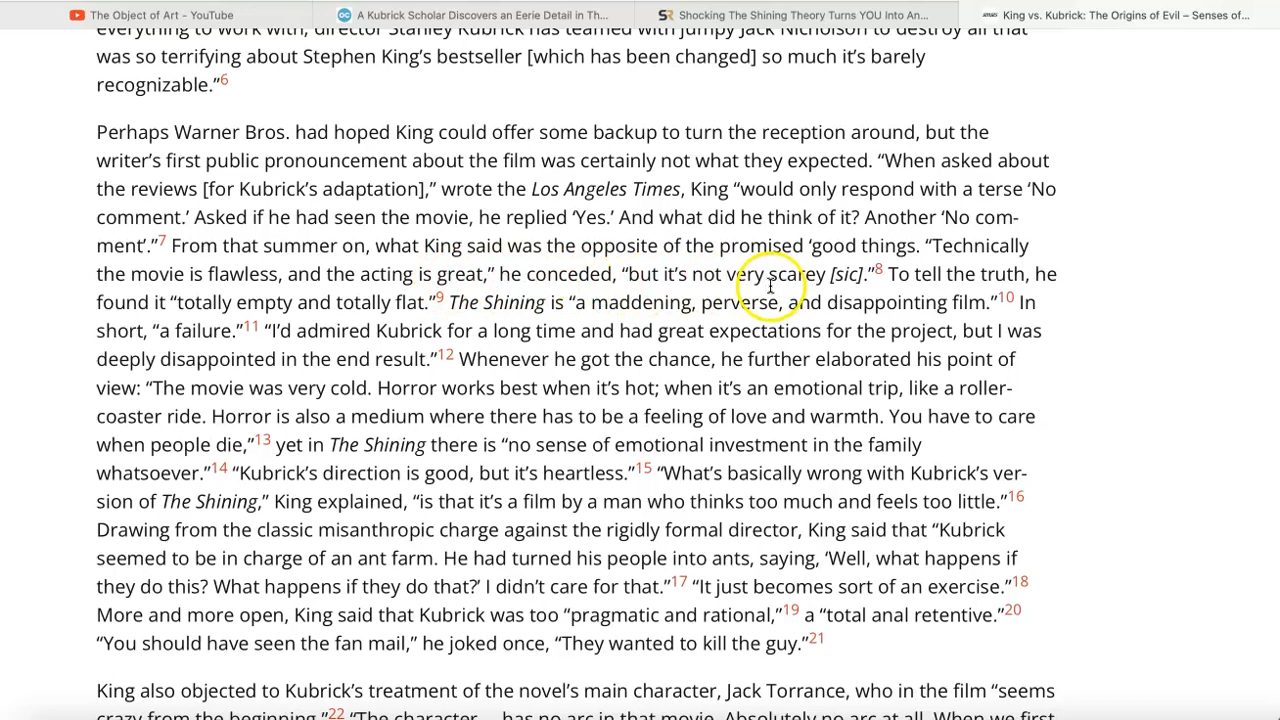 The Object of Art - YouTube
A Kubrick Scholar Discovers an Eerie Detail in Th...
Shocking The Shining Theory Turns YOU Into An...
King vs. Kubrick: The Origins of Evil – Senses of...
everything to work with, director Stanley Kubrick has teamed with jumpy Jack Nicholson to destroy all that
was so terrifying about Stephen King’s bestseller [which has been changed] so much it’s barely
recognizable.”6
Perhaps Warner Bros. had hoped King could offer some backup to turn the reception around, but the
writer’s first public pronouncement about the film was certainly not what they expected. “When asked about
the reviews [for Kubrick’s adaptation],” wrote the Los Angeles Times, King “would only respond with a terse ‘No
comment.’ Asked if he had seen the movie, he replied ‘Yes.’ And what did he think of it? Another ‘No com-
ment’.”7 From that summer on, what King said was the opposite of the promised ‘good things. “Technically
the movie is flawless, and the acting is great,” he conceded, “but it’s not very scarey [sic].”8 To tell the truth, he
found it “totally empty and totally flat.”9 The Shining is “a maddening, perverse, and disappointing film.”10 In
short, “a failure.”11 “I’d admired Kubrick for a long time and had great expectations for the project, but I was
deeply disappointed in the end result.”12 Whenever he got the chance, he further elaborated his point of
view: “The movie was very cold. Horror works best when it’s hot; when it’s an emotional trip, like a roller-
coaster ride. Horror is also a medium where there has to be a feeling of love and warmth. You have to care
when people die,”13 yet in The Shining there is “no sense of emotional investment in the family
whatsoever.”14 “Kubrick’s direction is good, but it’s heartless.”15 “What’s basically wrong with Kubrick’s ver-
sion of The Shining,” King explained, “is that it’s a film by a man who thinks too much and feels too little.”16
Drawing from the classic misanthropic charge against the rigidly formal director, King said that “Kubrick
seemed to be in charge of an ant farm. He had turned his people into ants, saying, ‘Well, what happens if
they do this? What happens if they do that?’ I didn’t care for that.”17 “It just becomes sort of an exercise.”18
More and more open, King said that Kubrick was too “pragmatic and rational,”19 a “total anal retentive.”20
“You should have seen the fan mail,” he joked once, “They wanted to kill the guy.”21
King also objected to Kubrick’s treatment of the novel’s main character, Jack Torrance, who in the film “seems
crazy from the beginning.”22 “The character... has no arc in that movie. Absolutely no arc at all. When we first